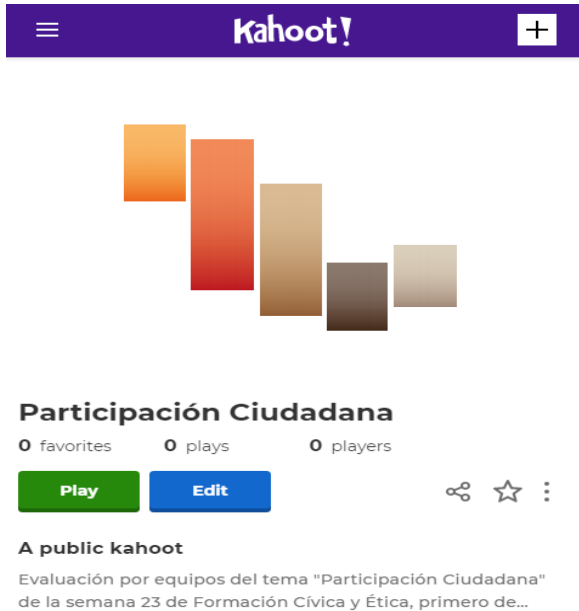 Kahoot!
Participación Ciudadana
0 favorites 0 plays 0 players
Play Edit
A public kahoot
Evaluación por equipos del tema "Participación Ciudadana"
de la semana 23 de Formación Cívica y Ética, primero de...